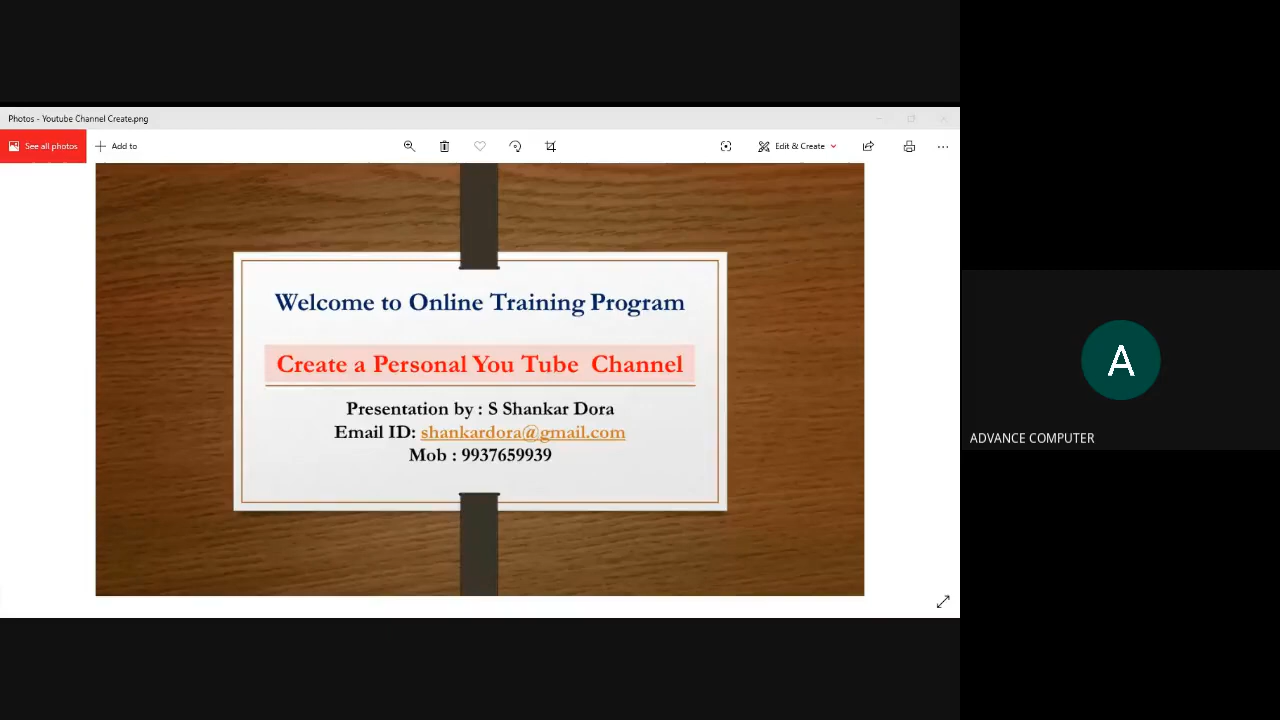 Photos - Youtube Channel Create.png
See all photos
Add to
Edit & Create
Welcome to Online Training Program
Create a Personal You Tube Channel
Presentation by : S Shankar Dora
Email ID: shankardora@gmail.com
Mob : 9937659939
A
ADVANCE COMPUTER